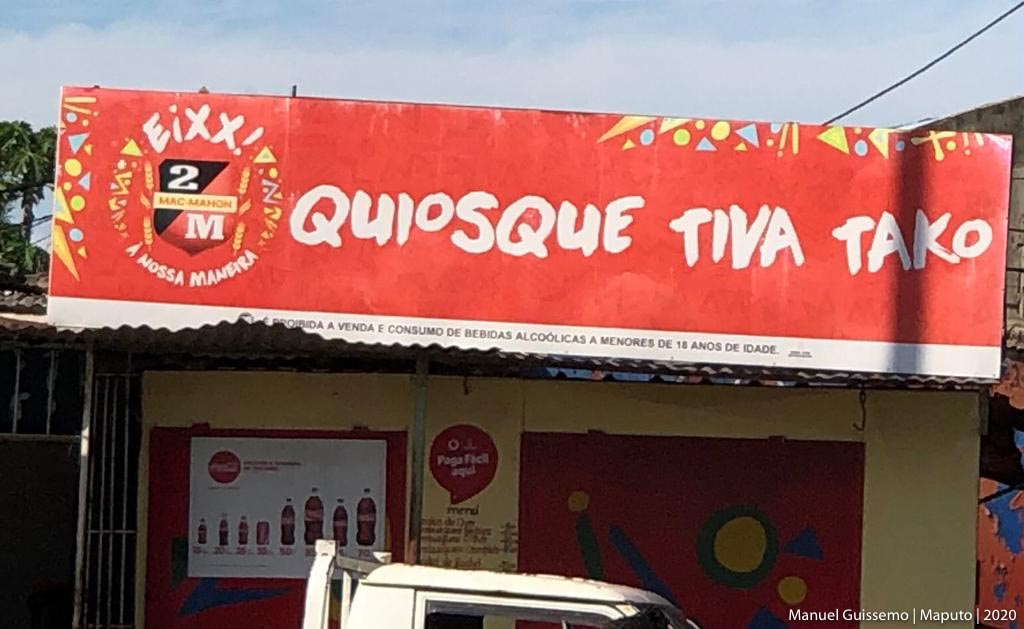 EIXX!
2
MAC-MAHON
M
A NOSSA MANEIRA
QUIOSQUE TIVA TAKO
É PROIBIDA A VENDA E CONSUMO DE BEBIDAS ALCOÓLICAS A MENORES DE 18 ANOS DE IDADE.
Paga Fácil
aqui
menú
Manuel Guissemo | Maputo | 2020